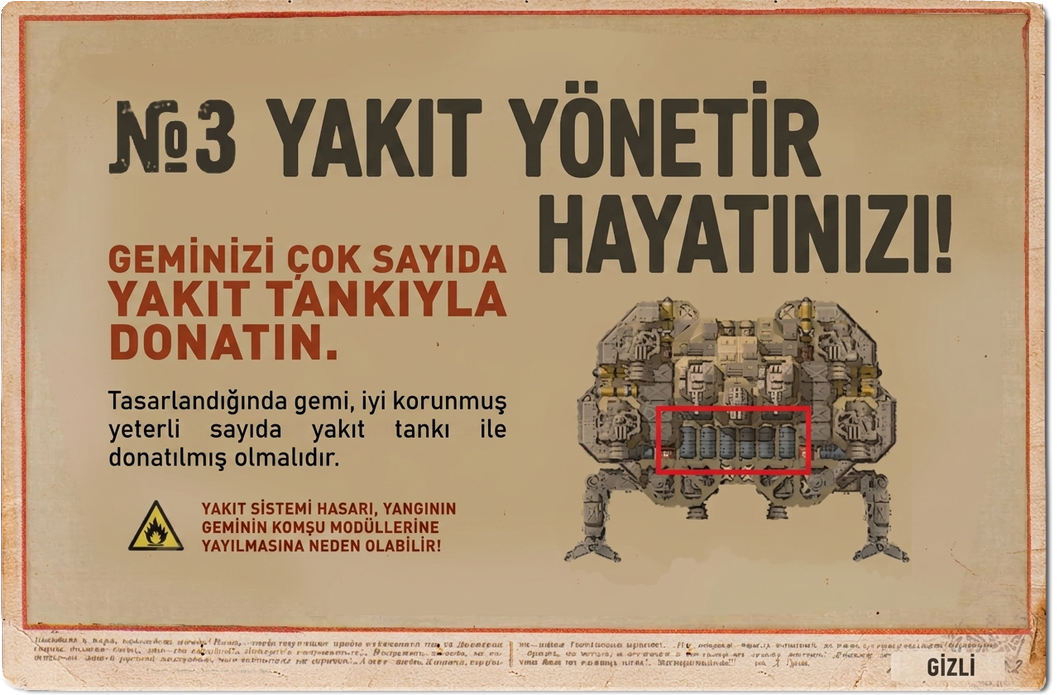 №3 YAKIT YÖNETİR
HAYATINIZI!
GEMİNİZİ ÇOK SAYIDA
YAKIT TANKIYLA
DONATIN.
Tasarlandığında gemi, iyi korunmuş
yeterli sayıda yakıt tankı ile
donatılmış olmalıdır.
YAKIT SİSTEMİ HASARI, YANGININ
GEMİNİN KOMŞU MODÜLLERİNE
YAYILMASINA NEDEN OLABİLİR!
GİZLİ